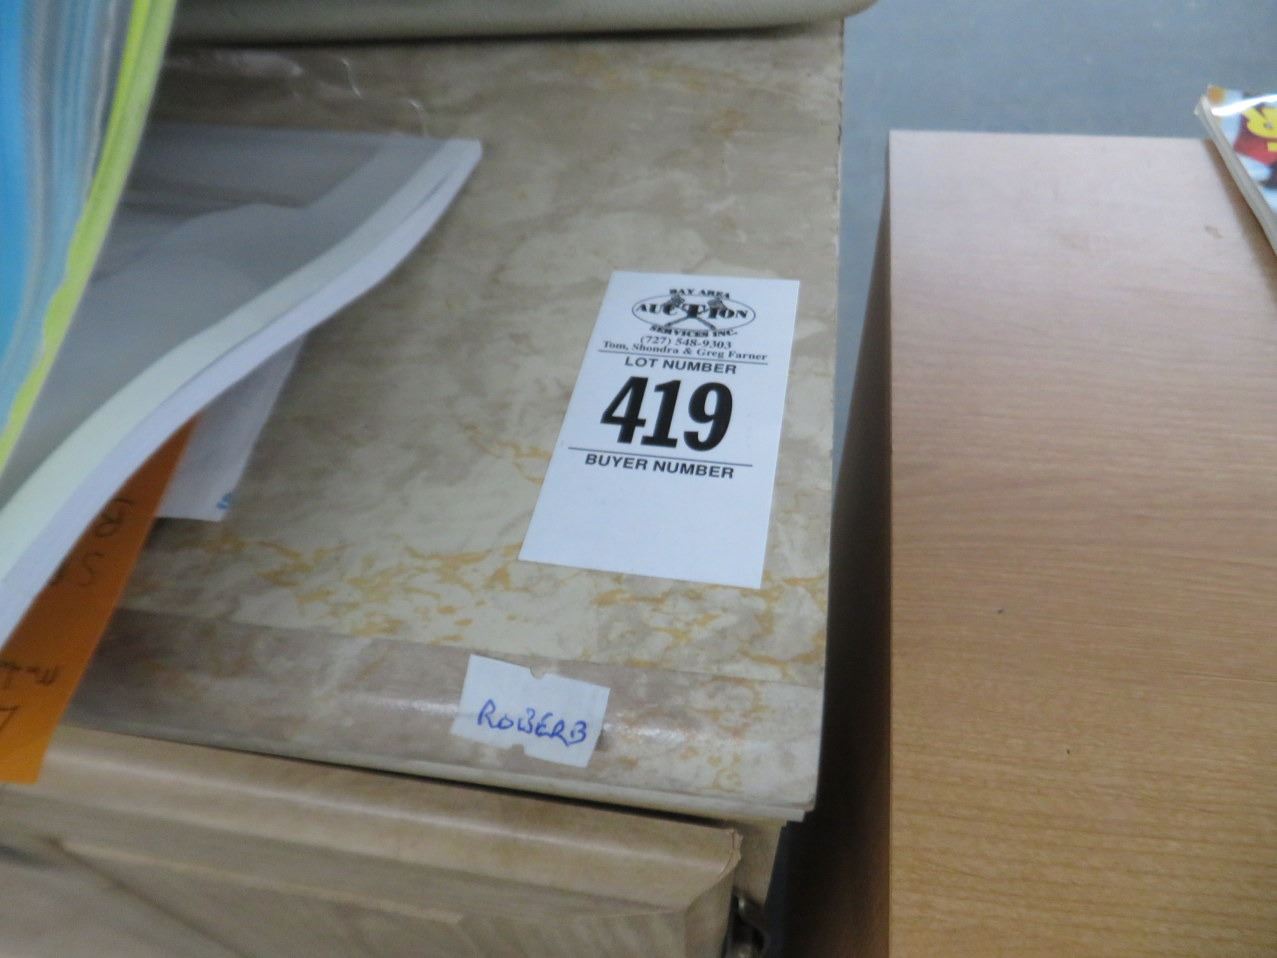 BAY AREA
AUCTION
SERVICES INC.
(727) 548-9303
Tom, Shondra & Greg Farner
LOT NUMBER
419
BUYER NUMBER
ROBERB